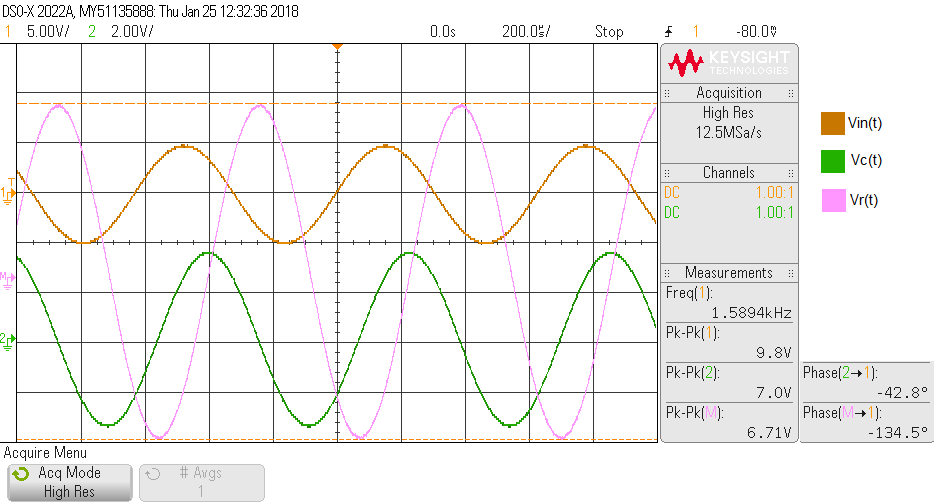 DSO-X 2022A, MY51135888: Thu Jan 25 12:32:36 2018
1 5.00V/ 2 2.00V/ 0.0s 200.0s/ Stop 1 -80.0V
KEYSIGHT
TECHNOLOGIES
Acquisition
High Res
12.5MSa/s
Channels
DC 1.00:1
DC 1.00:1
Measurements
Freq(1):
1.5894kHz
Pk-Pk(1):
9.8V
Pk-Pk(2):
7.0V
Pk-Pk(M):
6.71V
Phase(2→1):
-42.8°
Phase(M→1):
-134.5°
Vin(t)
Vc(t)
Vr(t)
1
M
2
Acquire Menu
Acq Mode
High Res
# Avgs
1